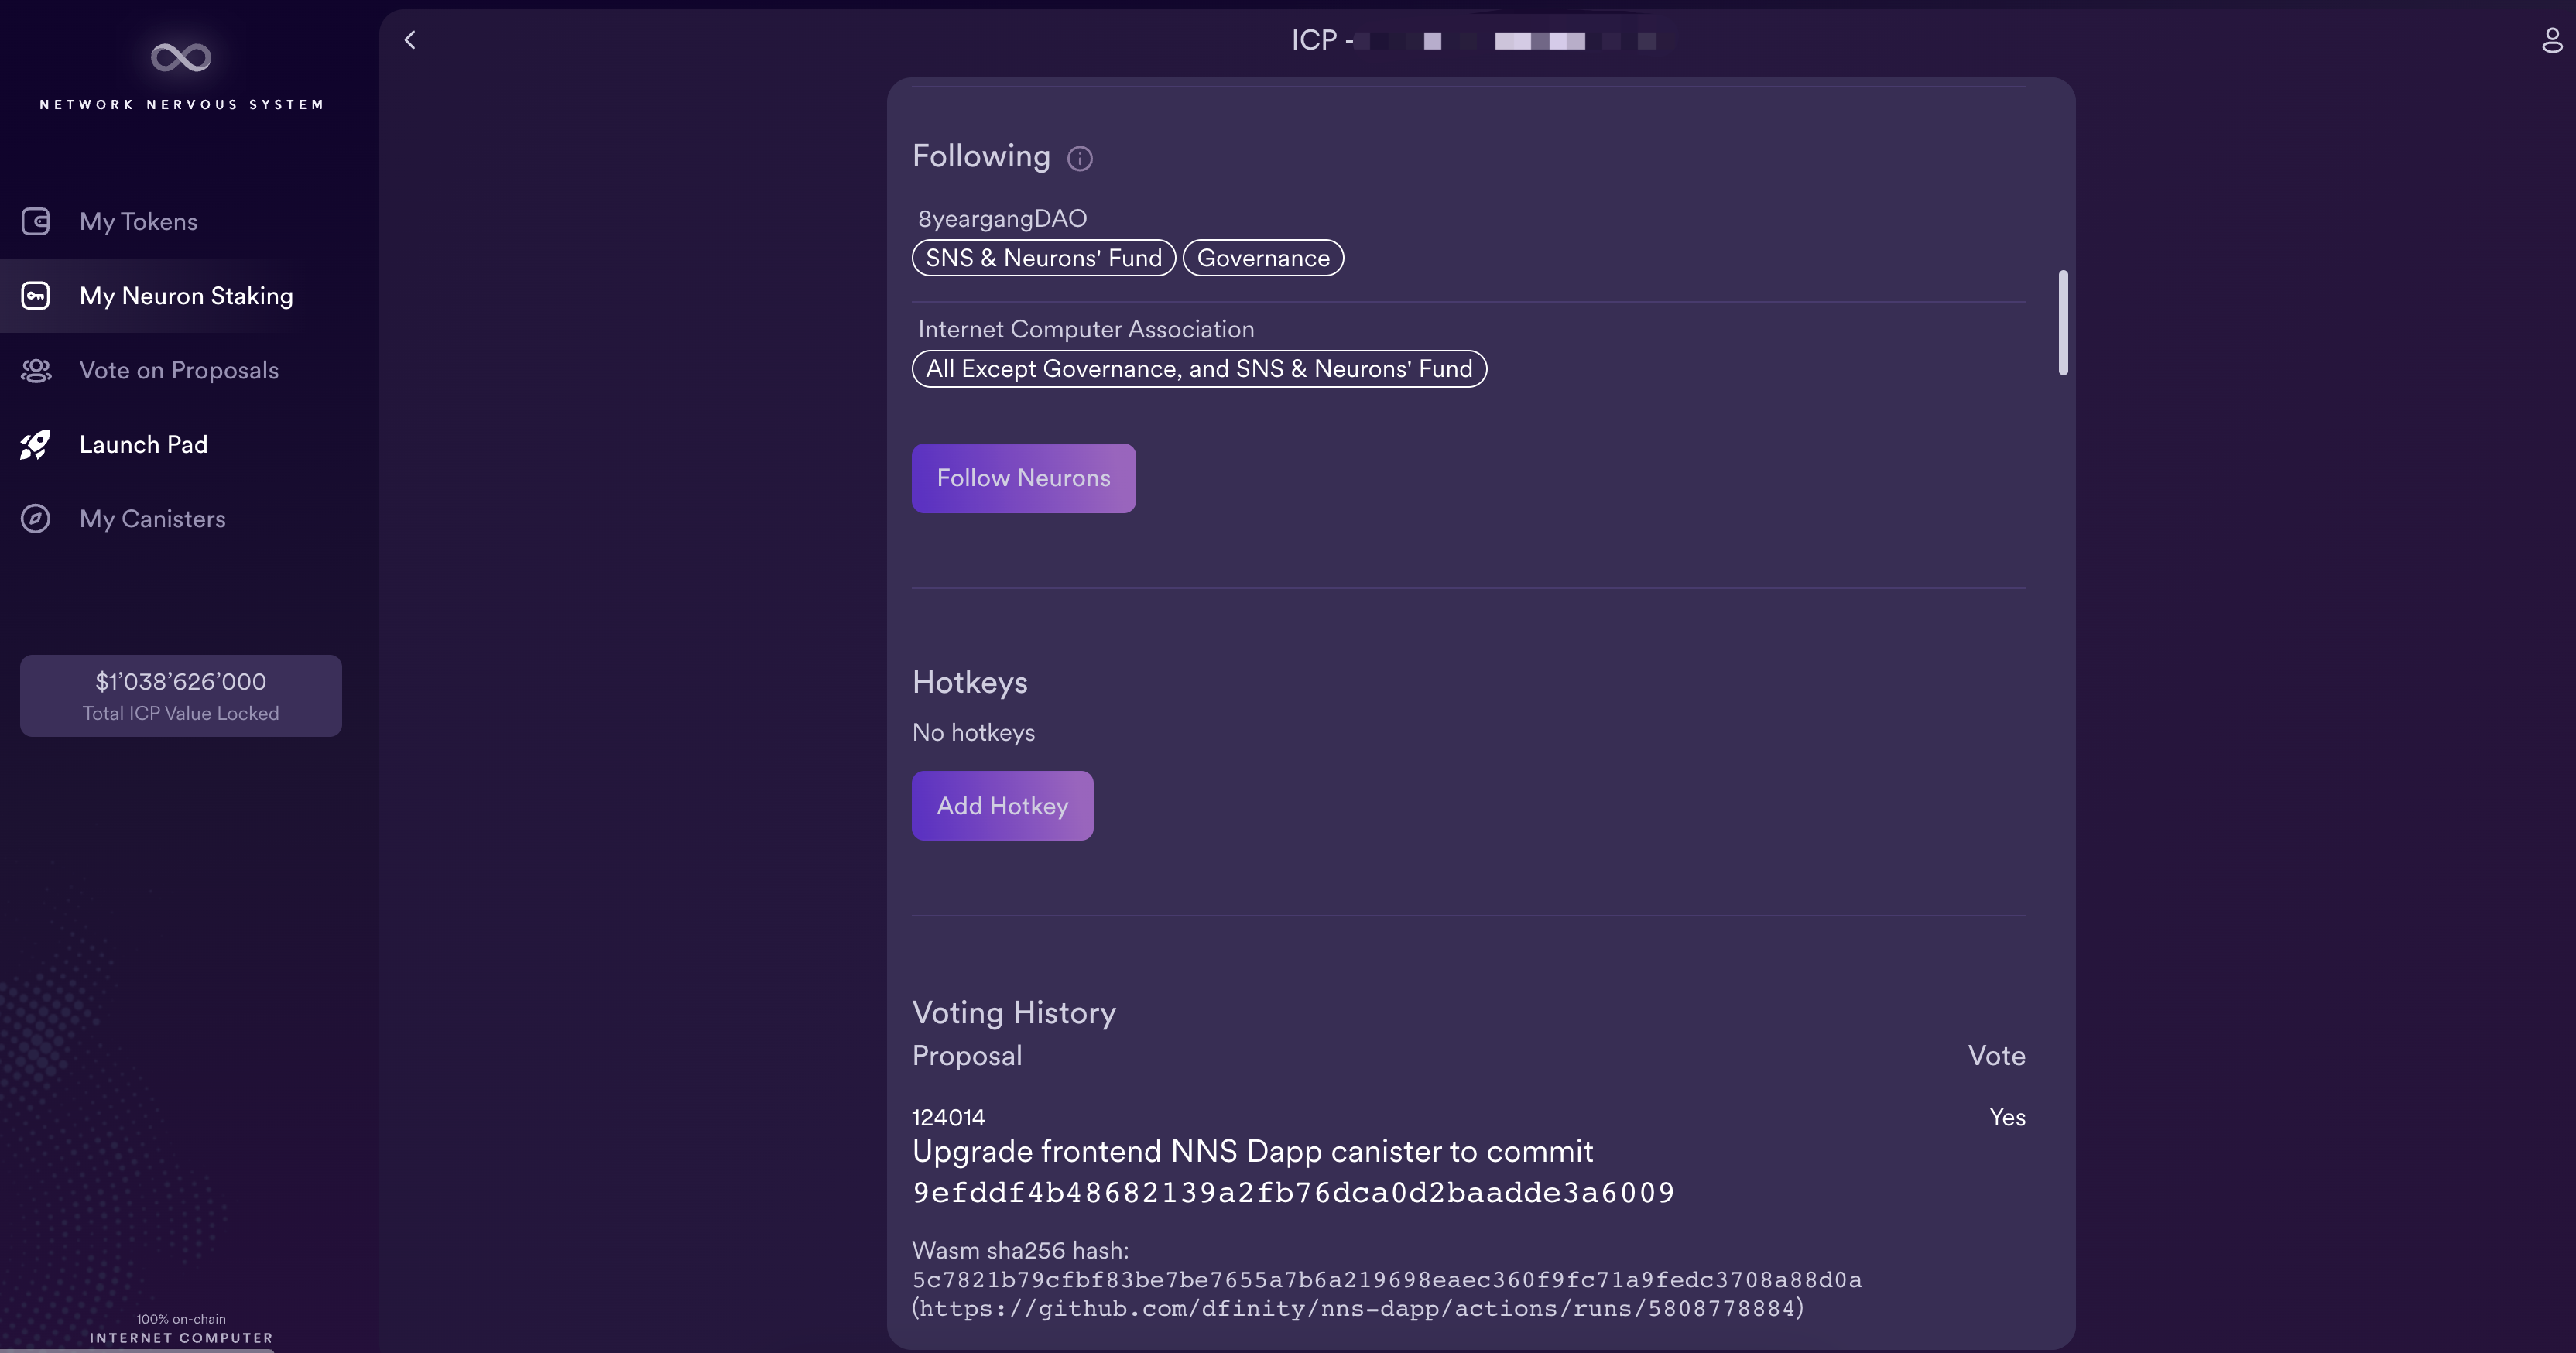 NETWORK NERVOUS SYSTEM
My Tokens
My Neuron Staking
Vote on Proposals
Launch Pad
My Canisters
$1’038’626’000
Total ICP Value Locked
100% on-chain
INTERNET COMPUTER
ICP -
Following
8yeargangDAO
SNS & Neurons' Fund Governance
Internet Computer Association
All Except Governance, and SNS & Neurons' Fund
Follow Neurons
Hotkeys
No hotkeys
Add Hotkey
Voting History
Proposal Vote
124014 Yes
Upgrade frontend NNS Dapp canister to commit
9efddf4b48682139a2fb76dca0d2baadde3a6009
Wasm sha256 hash:
5c7821b79cfbf83be7be7655a7b6a219698eaec360f9fc71a9fedc3708a88d0a
(https://github.com/dfinity/nns-dapp/actions/runs/5808778884)